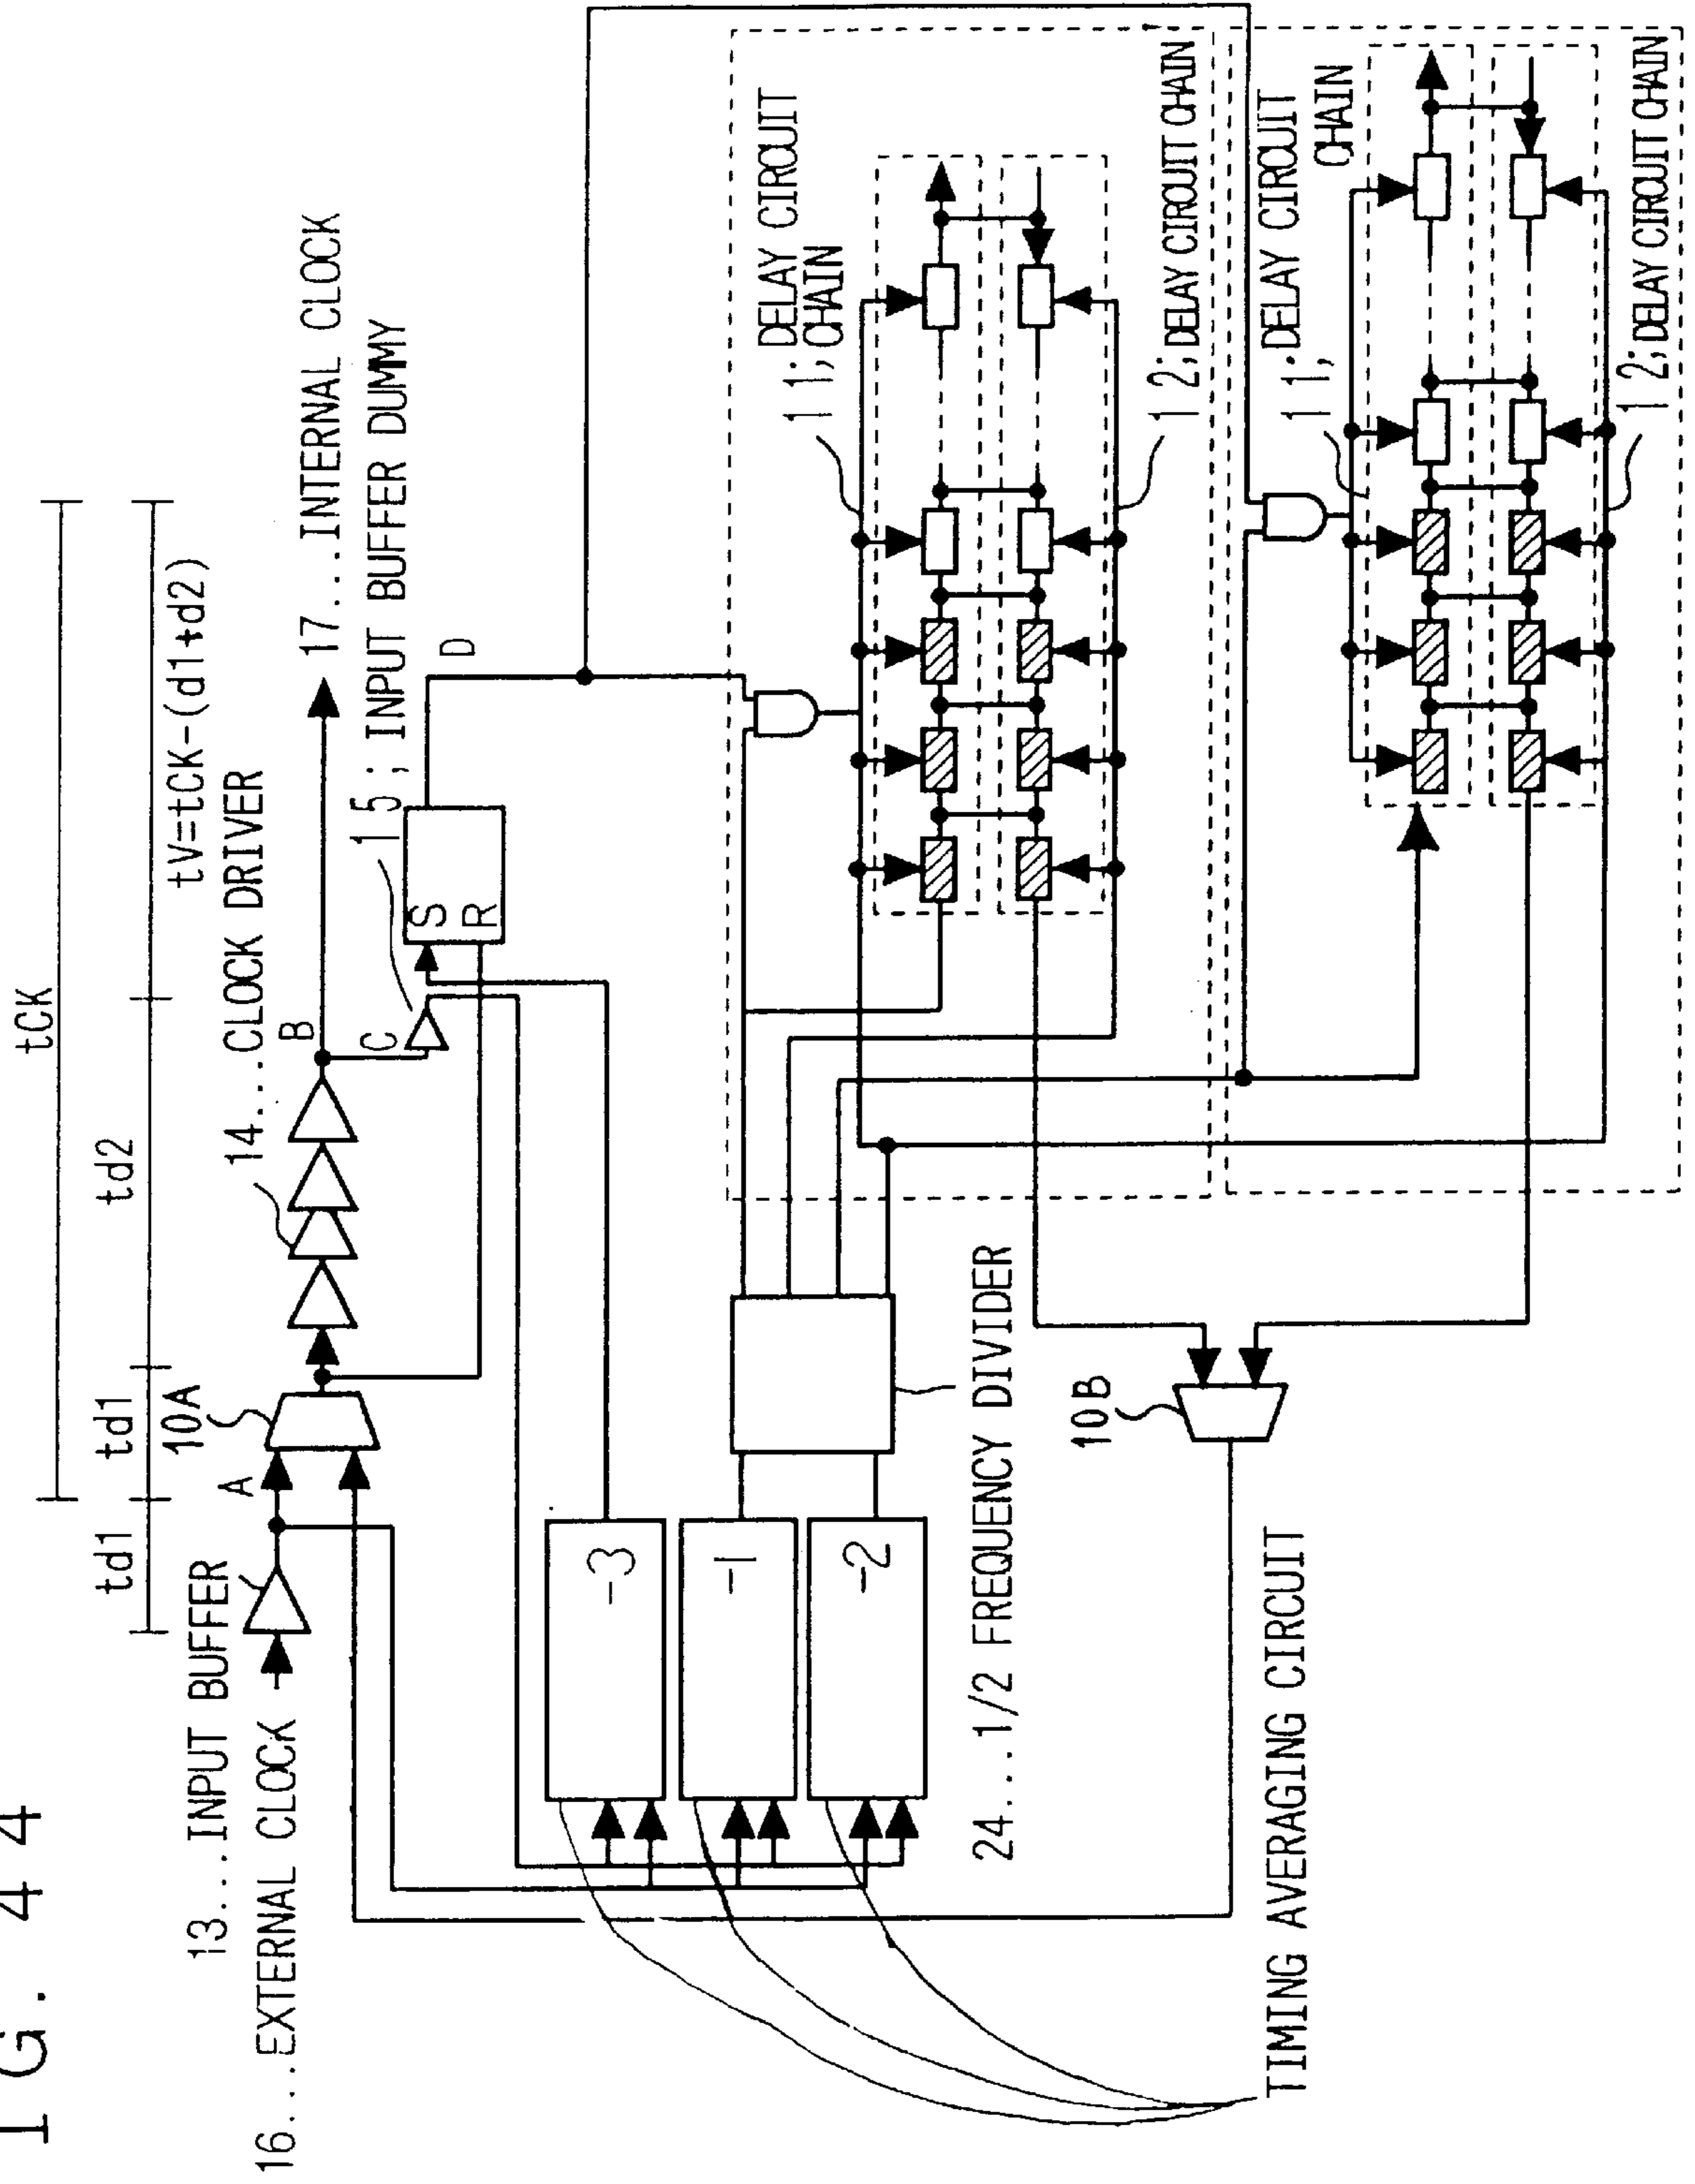 I G. 4 4
tCK
td1
td1
td2
tV=tCK-(d1+d2)
13...INPUT BUFFER
16...EXTERNAL CLOCK
A
10A
14...CLOCK DRIVER
B
C
17...INTERNAL CLOCK
15; INPUT BUFFER DUMMY
S
R
D
-3
-1
-2
24...1/2 FREQUENCY DIVIDER
10B
TIMING AVERAGING CIRCUIT
11; DELAY CIRCUIT
CHAIN
12; DELAY CIRCUIT CHAIN
11; DELAY CIRCUIT
CHAIN
12; DELAY CIRCUIT CHAIN